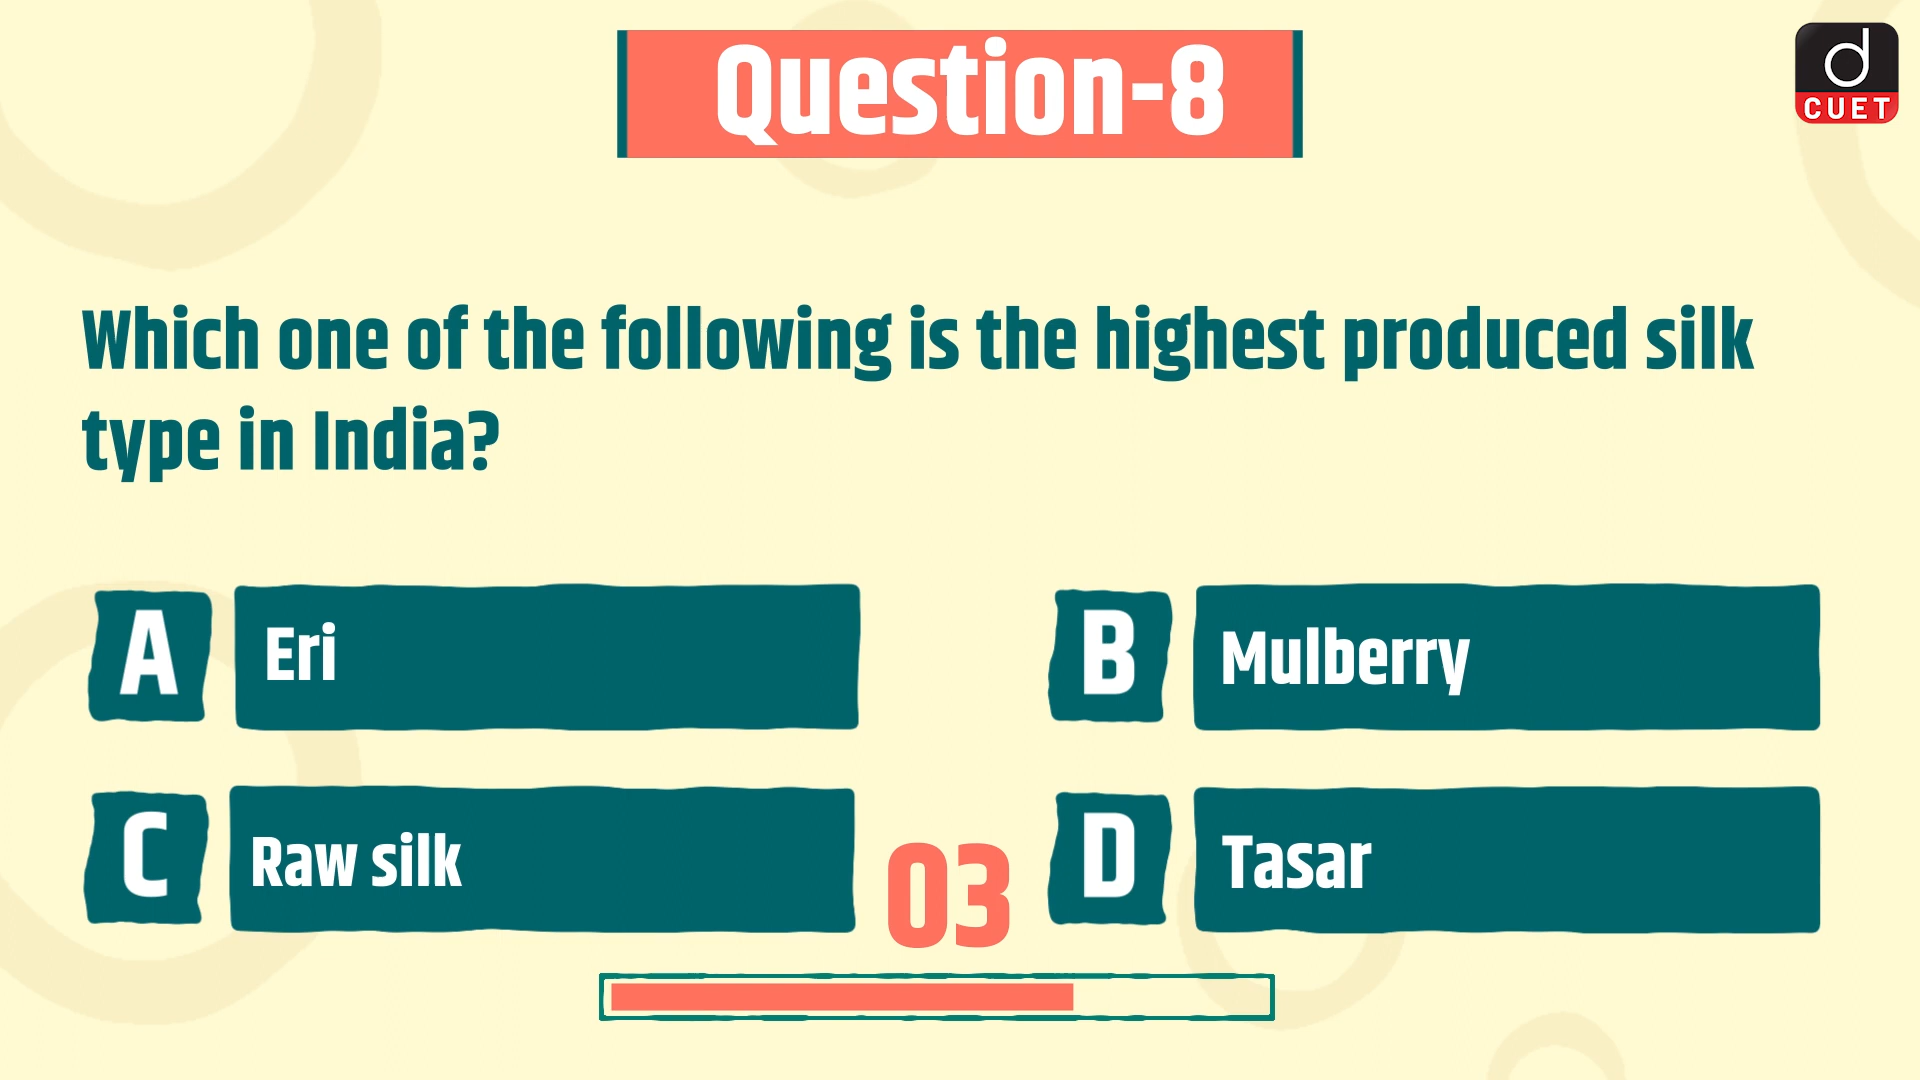 Question-8
d
CUET
Which one of the following is the highest produced silk
type in India?
A Eri
B Mulberry
C Raw silk
D Tasar
03